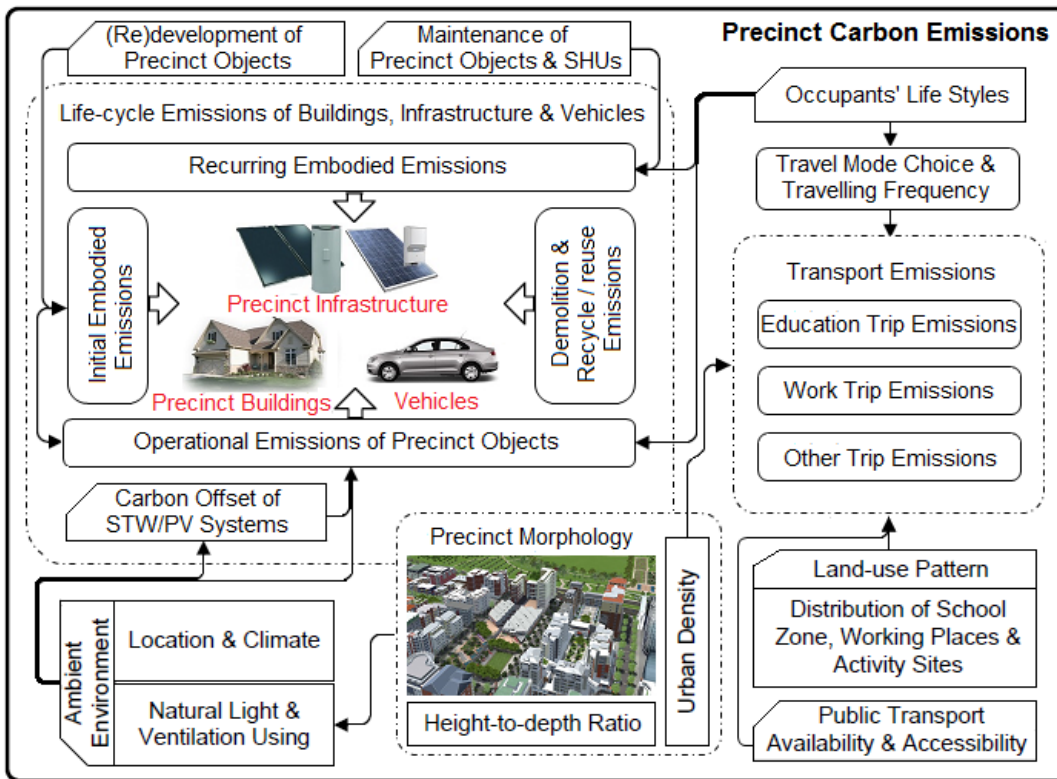 Precinct Carbon Emissions
(Re)development of
Precinct Objects
Maintenance of
Precinct Objects & SHUs
Life-cycle Emissions of Buildings, Infrastructure & Vehicles
Recurring Embodied Emissions
Initial Embodied
Emissions
Precinct Infrastructure
Precinct Buildings
Vehicles
Demolition &
Recycle / reuse
Emissions
Operational Emissions of Precinct Objects
Carbon Offset of
STW/PV Systems
Occupants' Life Styles
Travel Mode Choice &
Travelling Frequency
Transport Emissions
Education Trip Emissions
Work Trip Emissions
Other Trip Emissions
Precinct Morphology
Height-to-depth Ratio
Urban Density
Ambient
Environment
Location & Climate
Natural Light &
Ventilation Using
Land-use Pattern
Distribution of School
Zone, Working Places &
Activity Sites
Public Transport
Availability & Accessibility